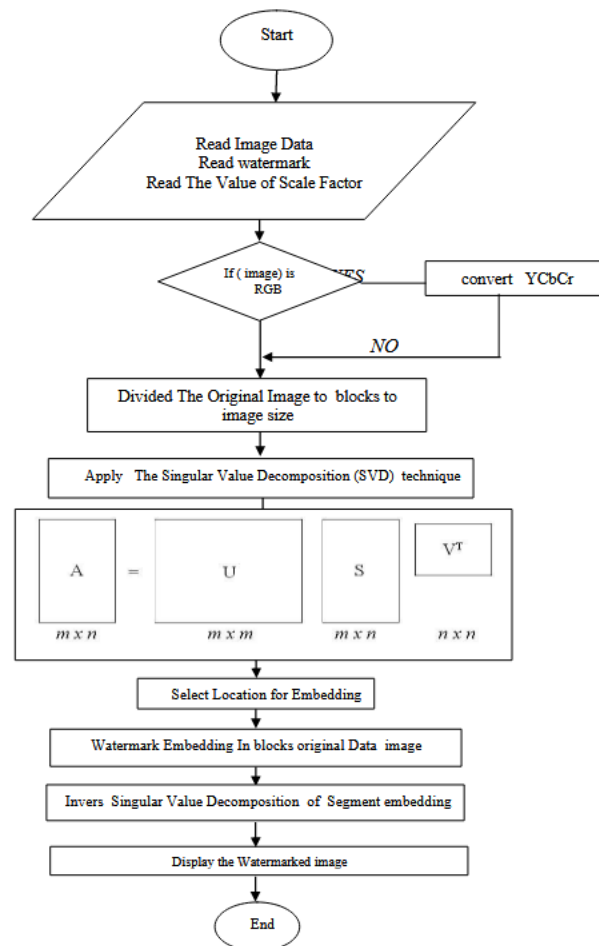 Start
Read Image Data
Read watermark
Read The Value of Scale Factor
If ( image) is
RGB
YES
convert YCbCr
NO
Divided The Original Image to blocks to
image size
Apply The Singular Value Decomposition (SVD) technique
A = U S Vᵀ
m x n m x m m x n n x n
Select Location for Embedding
Watermark Embedding In blocks original Data image
Invers Singular Value Decomposition of Segment embedding
Display the Watermarked image
End